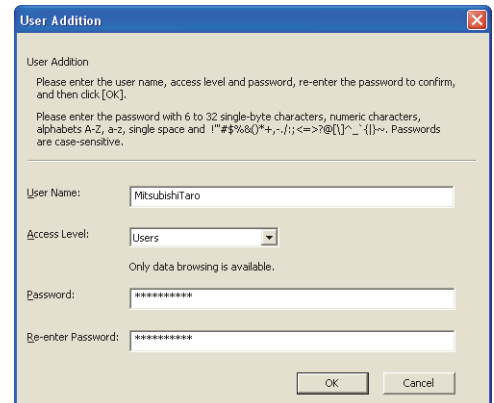 User Addition
User Addition
Please enter the user name, access level and password, re-enter the password to confirm,
and then click [OK].
Please enter the password with 6 to 32 single-byte characters, numeric characters,
alphabets A-Z, a-z, single space and !"'#$%&()*+,-./:;<=>?@[\]^_`{|}~. Passwords
are case-sensitive.
User Name: MitsubishiTaro
Access Level: Users
Only data browsing is available.
Password: **********
Re-enter Password: **********
OK Cancel